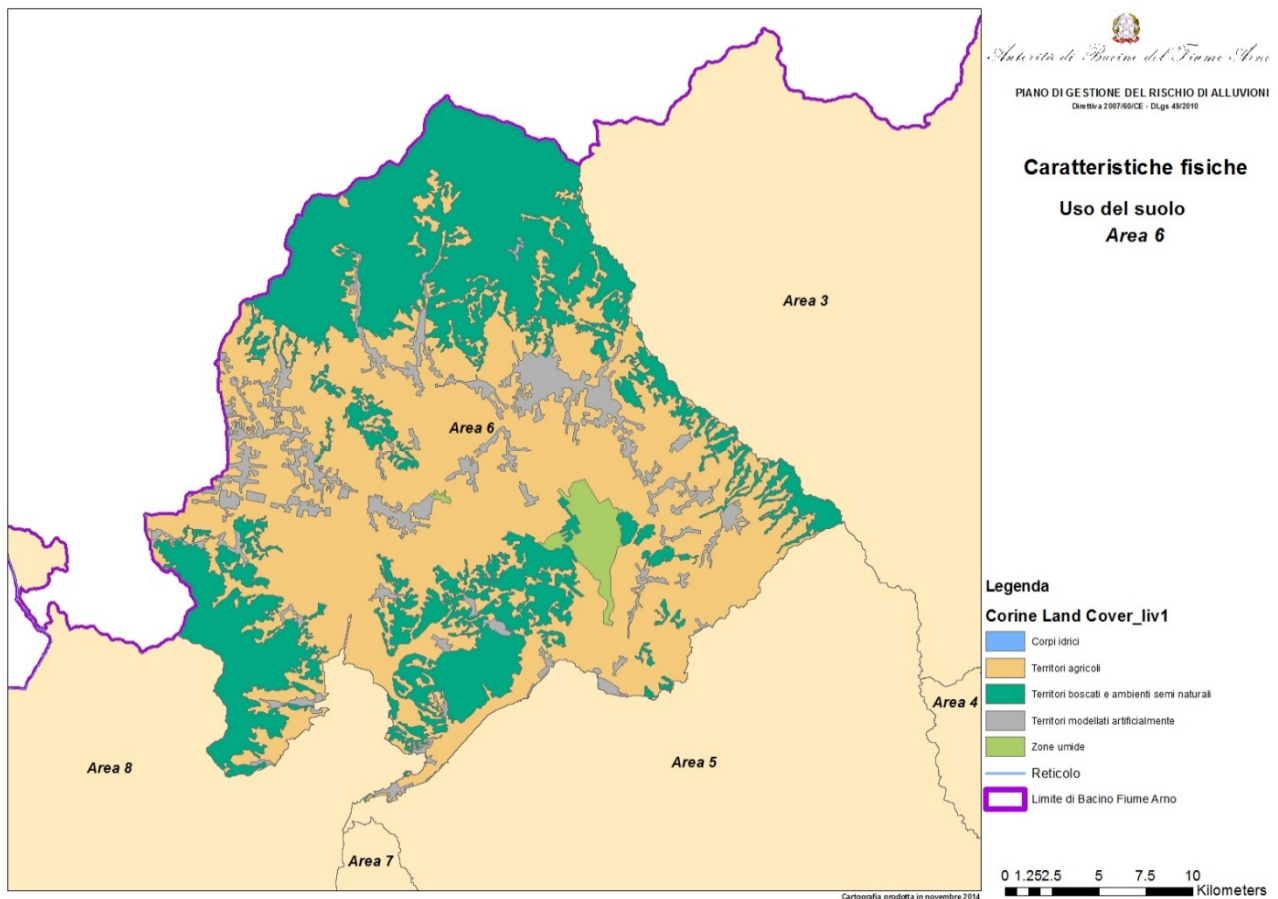 Autorità di Bacino del Fiume Arno
PIANO DI GESTIONE DEL RISCHIO DI ALLUVIONI
Direttiva 2007/60/CE - DLgs 49/2010
Caratteristiche fisiche
Uso del suolo
Area 6
Area 3
Area 6
Area 4
Area 5
Area 8
Area 7
Legenda
Corine Land Cover_liv1
Corpi idrici
Territori agricoli
Territori boscati e ambienti semi naturali
Territori modellati artificialmente
Zone umide
Reticolo
Limite di Bacino Fiume Arno
0 1.252.5 5 7.5 10
Kilometers
Cartografia prodotta in novembre 2014